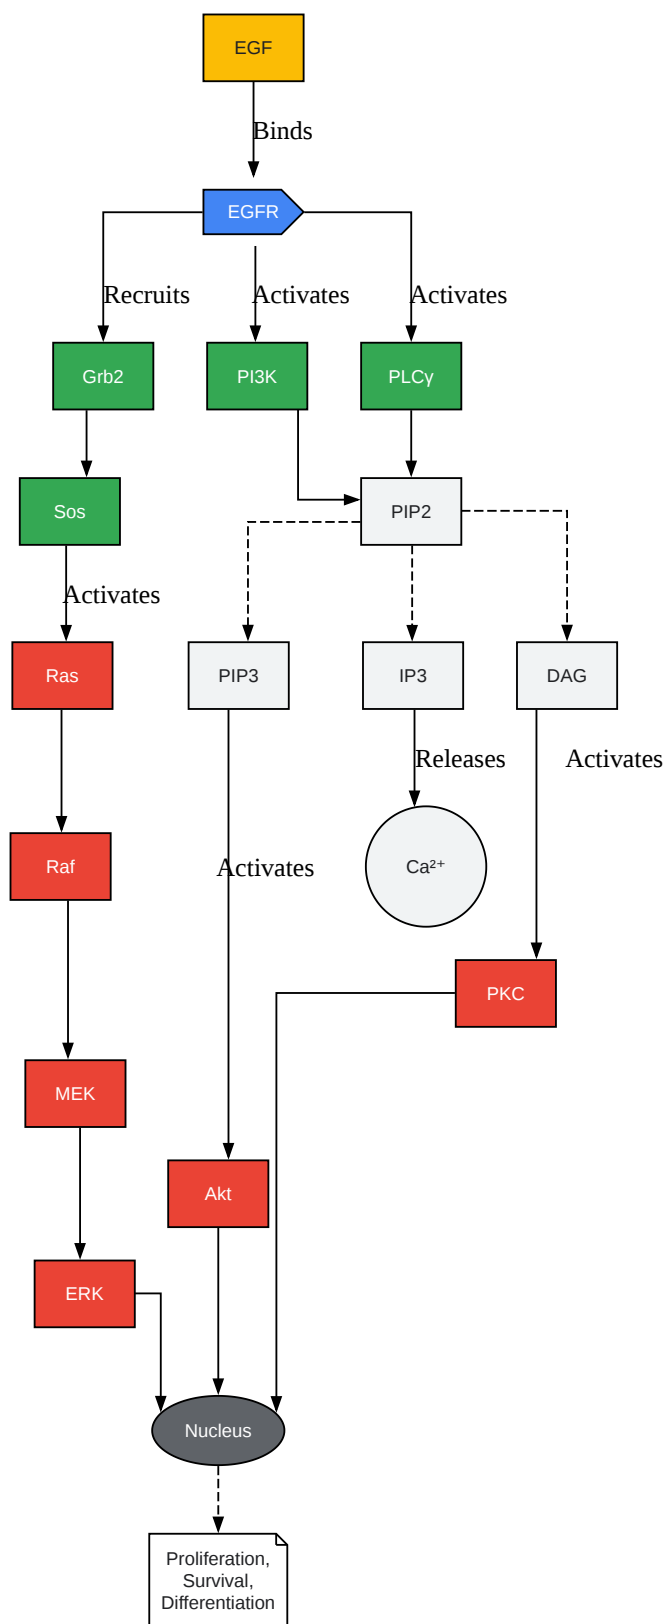 EGF
Binds
EGFR
Recruits
Activates
Activates
Grb2
PI3K
PLCγ
Sos
PIP2
Activates
Ras
PIP3
IP3
DAG
Releases
Activates
Raf
Activates
Ca²⁺
PKC
MEK
Akt
ERK
Nucleus
Proliferation,
Survival,
Differentiation